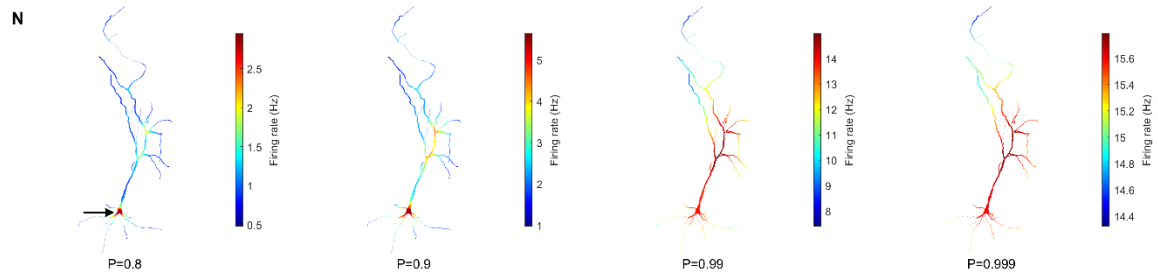 N
2.5
2
1.5
1
0.5
Firing rate (Hz)
P=0.8
5
4
3
2
1
Firing rate (Hz)
P=0.9
14
13
12
11
10
9
8
Firing rate (Hz)
P=0.99
15.6
15.4
15.2
15
14.8
14.6
14.4
Firing rate (Hz)
P=0.999